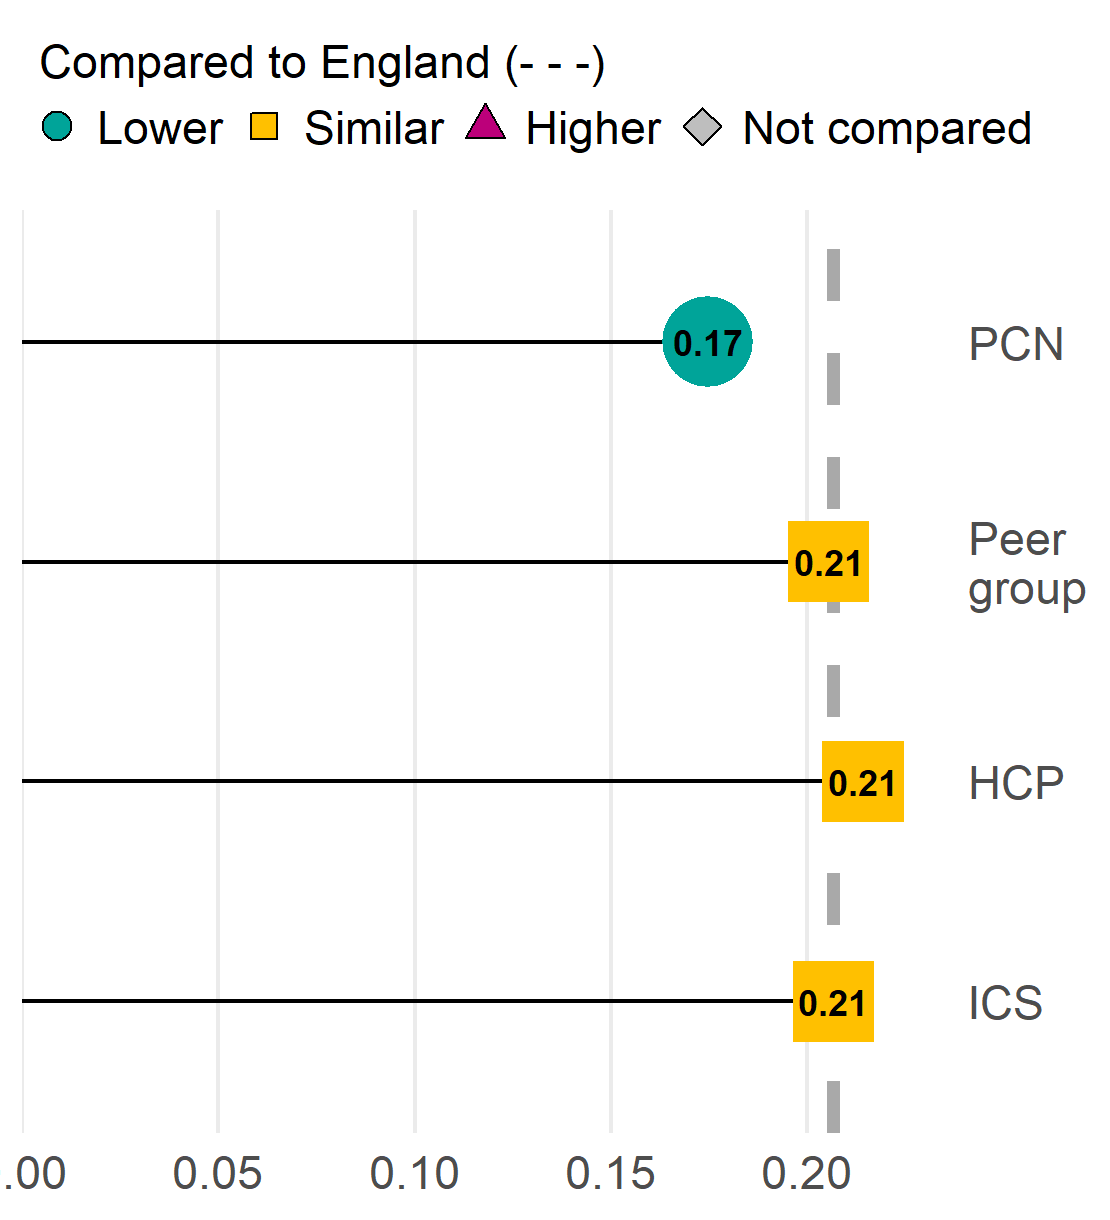 Compared to England (- - -)
Lower Similar Higher Not compared
0.17 PCN
Peer
0.21 group
0.21 HCP
0.21 ICS
.00 0.05 0.10 0.15 0.20